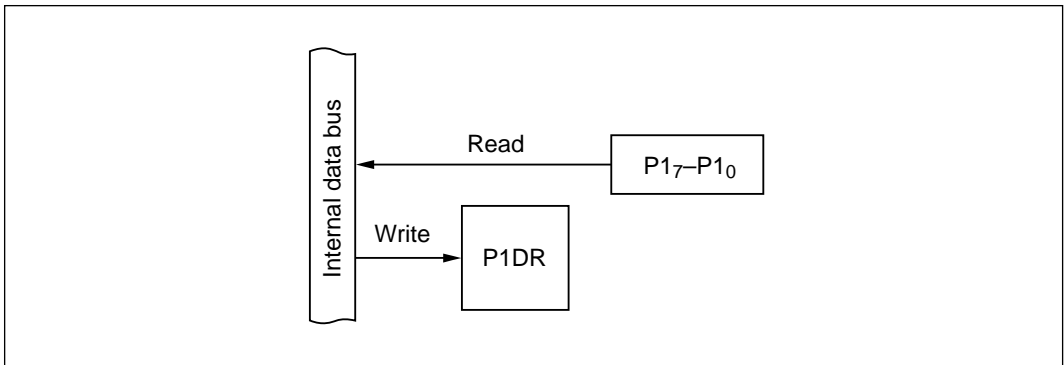 Internal data bus
Read
P1₇–P1₀
Write
P1DR